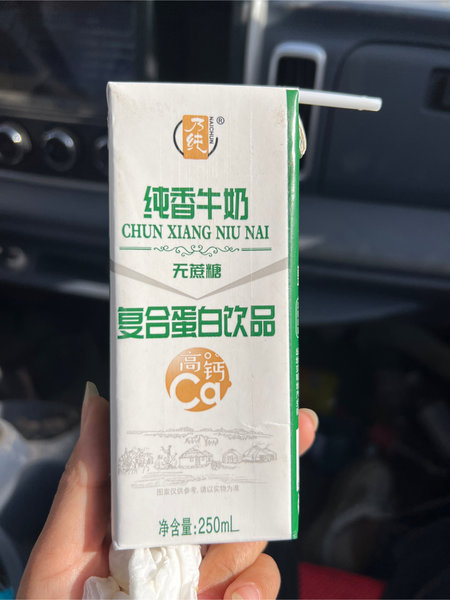 乃纯
NAICHUN
®
纯香牛奶
CHUN XIANG NIU NAI
无蔗糖
复合蛋白饮品
高钙
Ca
图案仅供参考，请以实物为准
净含量:250mL